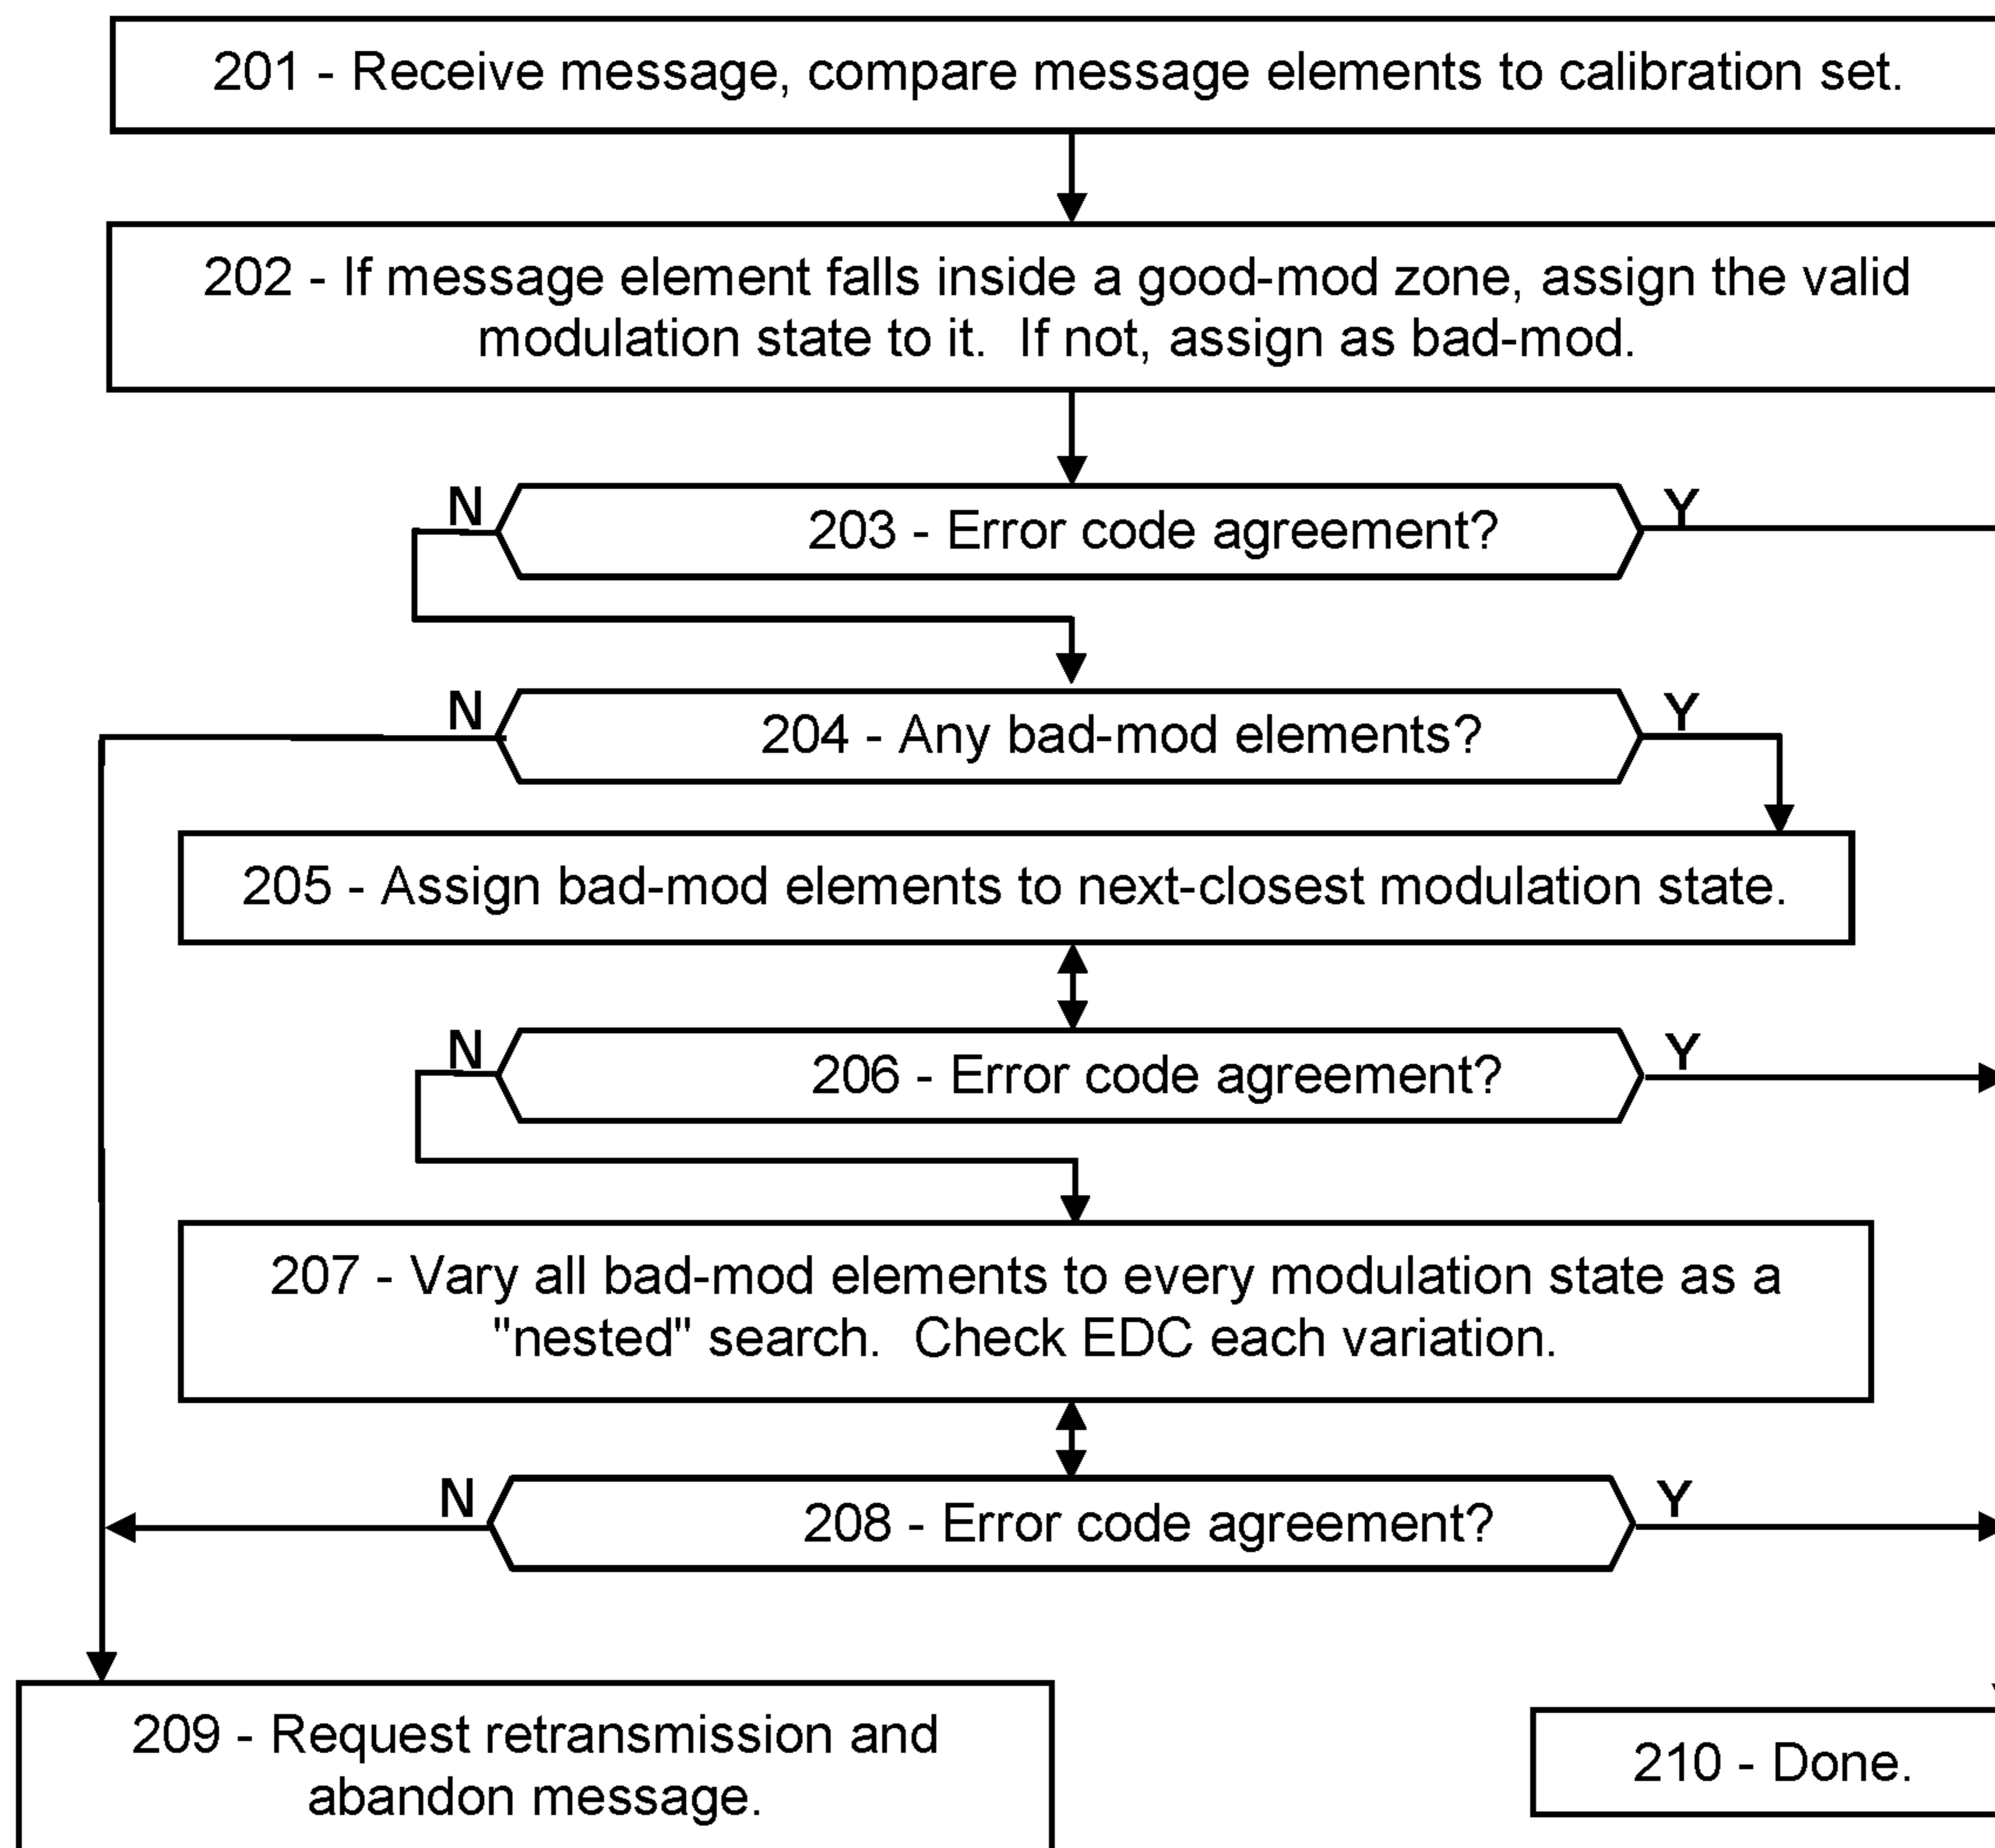 201 - Receive message, compare message elements to calibration set.
202 - If message element falls inside a good-mod zone, assign the valid
modulation state to it.  If not, assign as bad-mod.
N
203 - Error code agreement?
Y
N
204 - Any bad-mod elements?
Y
205 - Assign bad-mod elements to next-closest modulation state.
N
206 - Error code agreement?
Y
207 - Vary all bad-mod elements to every modulation state as a
"nested" search.  Check EDC each variation.
N
208 - Error code agreement?
Y
209 - Request retransmission and
abandon message.
210 - Done.